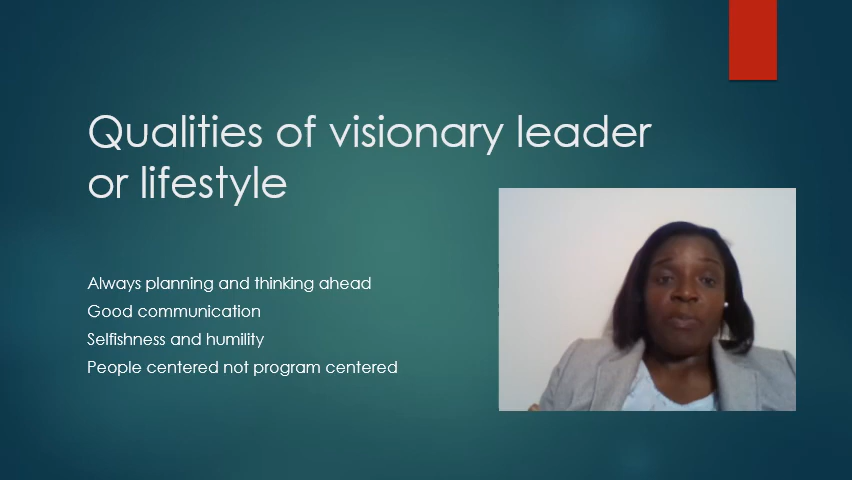 Qualities of visionary leader
or lifestyle
Always planning and thinking ahead
Good communication
Selfishness and humility
People centered not program centered